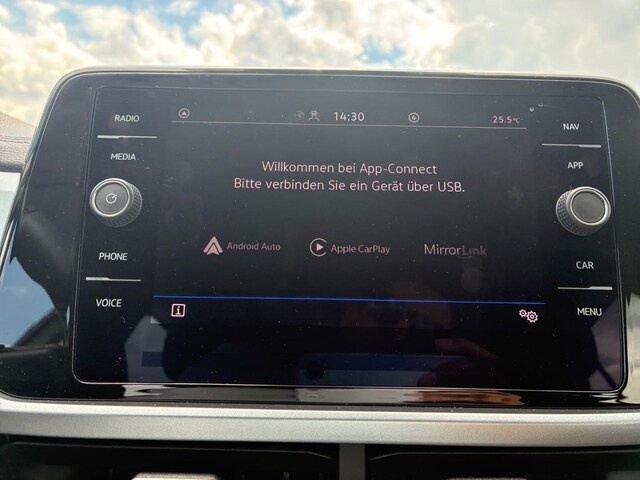 RADIO
MEDIA
PHONE
VOICE
14:30
25.5°C
Willkommen bei App-Connect
Bitte verbinden Sie ein Gerät über USB.
Android Auto
Apple CarPlay
MirrorLink
NAV
APP
CAR
MENU